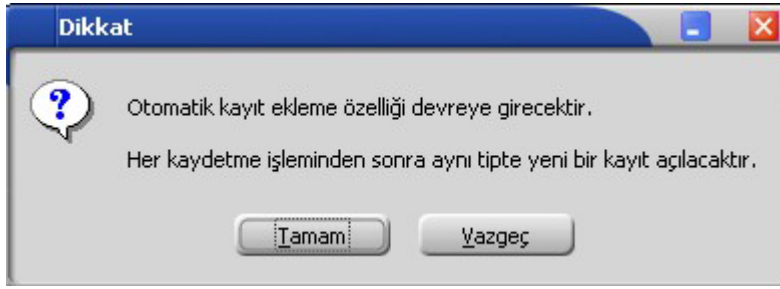 Dikkat
Otomatik kayıt ekleme özelliği devreye girecektir.
Her kaydetme işleminden sonra aynı tipte yeni bir kayıt açılacaktır.
Tamam
Vazgeç